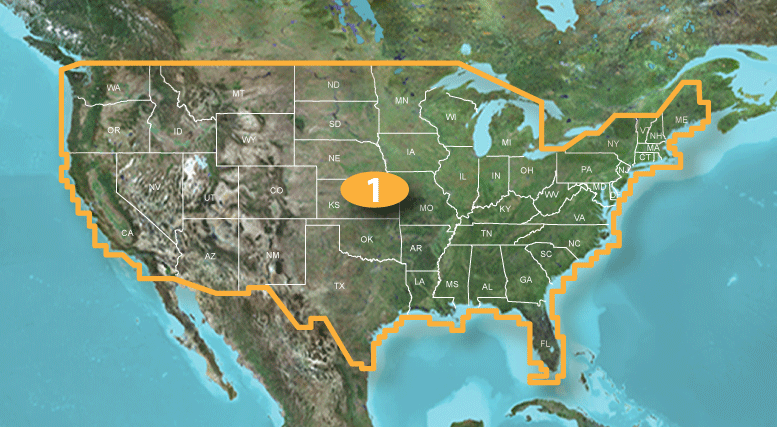 WA
MT
ND
MN
OR
ID
SD
WI
MI
ME
VT
NH
NY
WY
IA
MA
NE
CT
PA
NJ
NV
UT
CO
IL
IN
OH
MD
DE
WV
1
KS
MO
KY
VA
CA
AZ
NM
OK
AR
TN
NC
SC
TX
LA
MS
AL
GA
FL